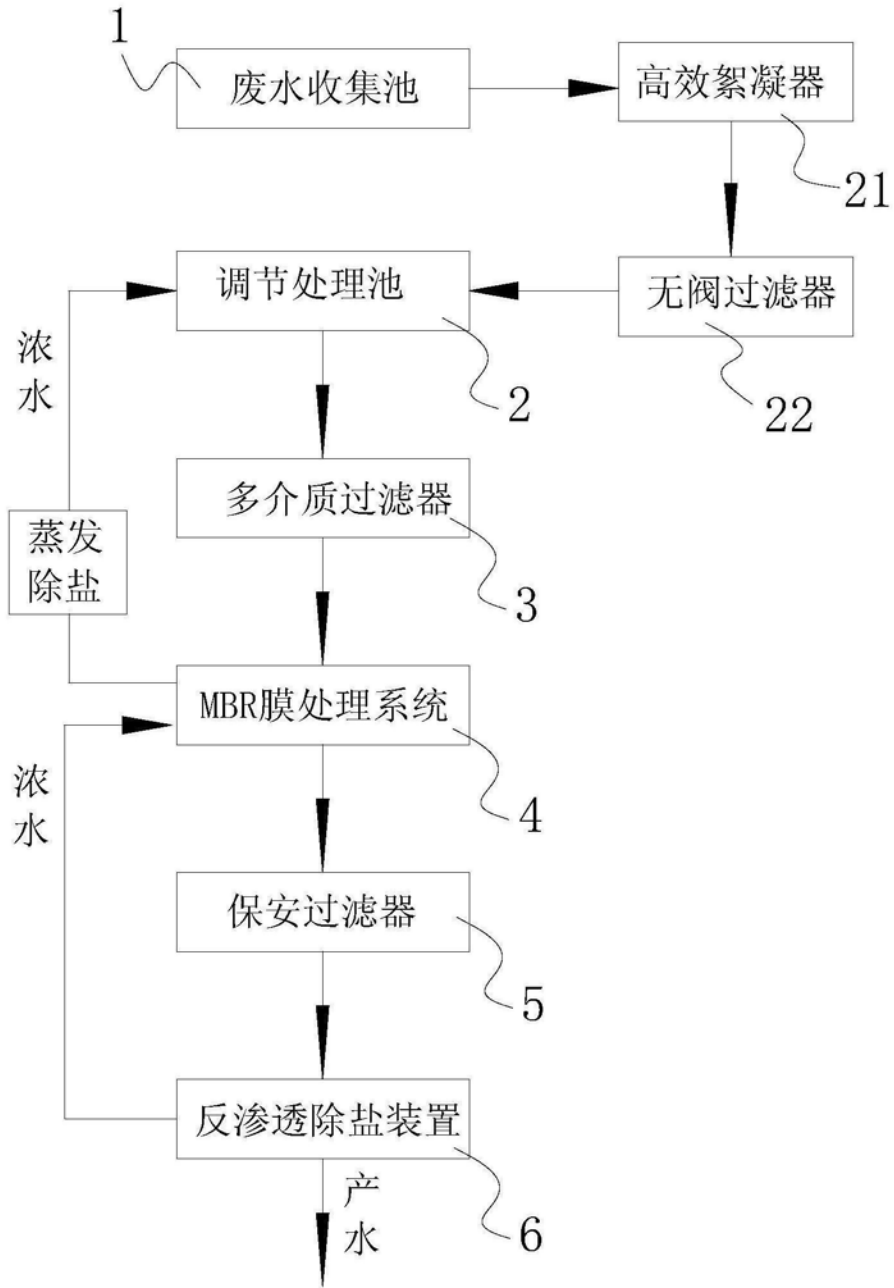 1
废水收集池
高效絮凝器
21
调节处理池
无阀过滤器
浓
水
2
22
多介质过滤器
蒸发
除盐
3
MBR膜处理系统
浓
水
4
保安过滤器
5
反渗透除盐装置
产
水
6